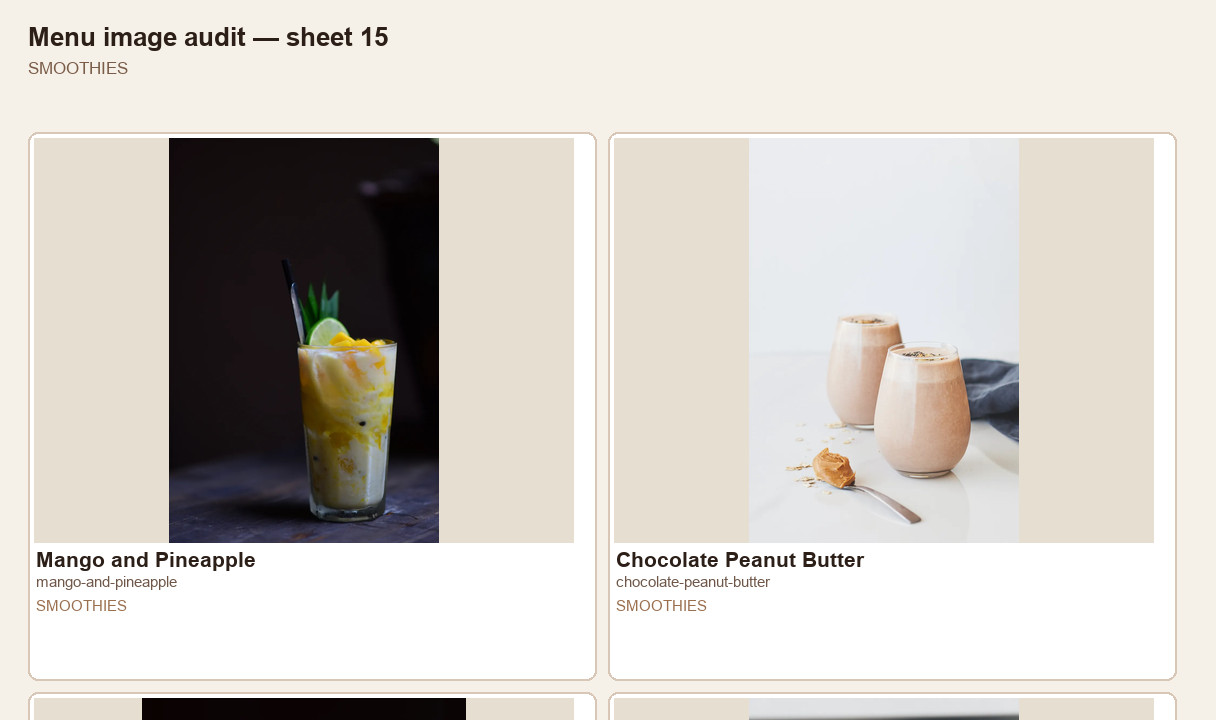 Menu image audit — sheet 15
SMOOTHIES
Mango and Pineapple
mango-and-pineapple
SMOOTHIES
Chocolate Peanut Butter
chocolate-peanut-butter
SMOOTHIES